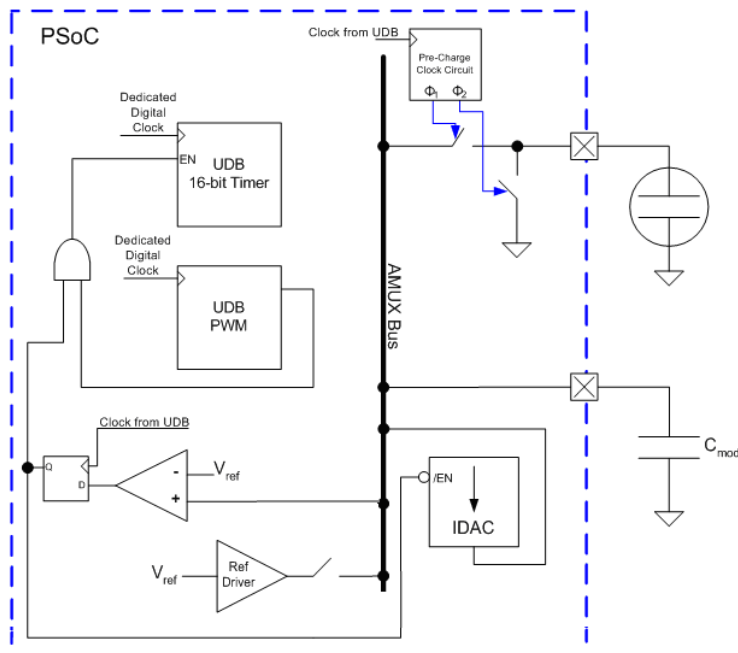 PSoC
Clock from UDB
Pre-Charge
Clock Circuit
Φ1 Φ2
Dedicated
Digital
Clock
EN
UDB
16-bit Timer
Dedicated
Digital
Clock
UDB
PWM
AMUX Bus
Clock from UDB
Q
D
-
+
Vref
/EN
IDAC
Cmod
Vref
Ref
Driver